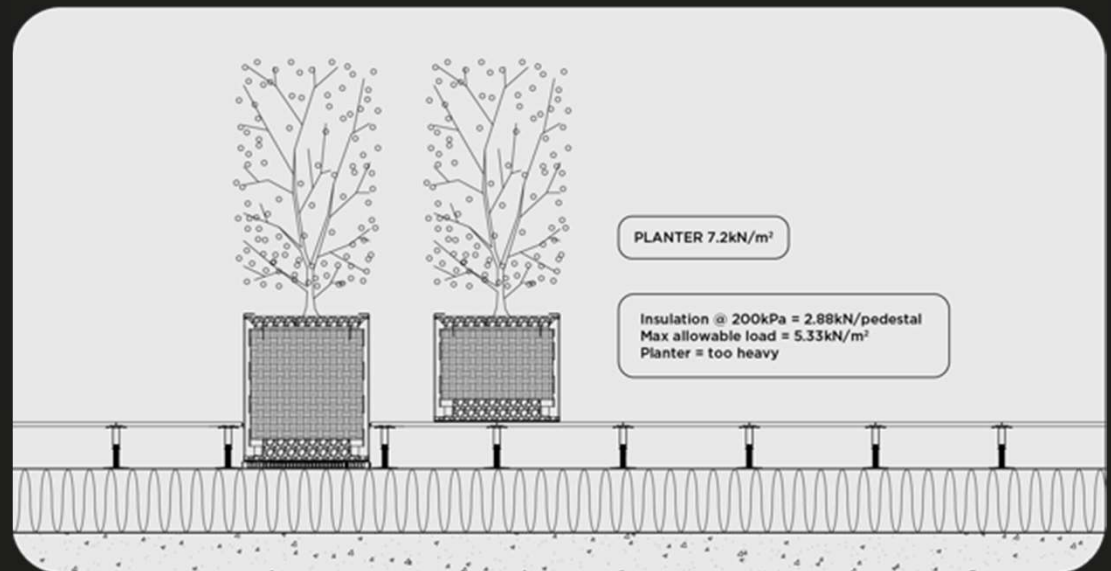 PLANTER 7.2kN/m²
Insulation @ 200kPa = 2.88kN/pedestal
Max allowable load = 5.33kN/m²
Planter = too heavy